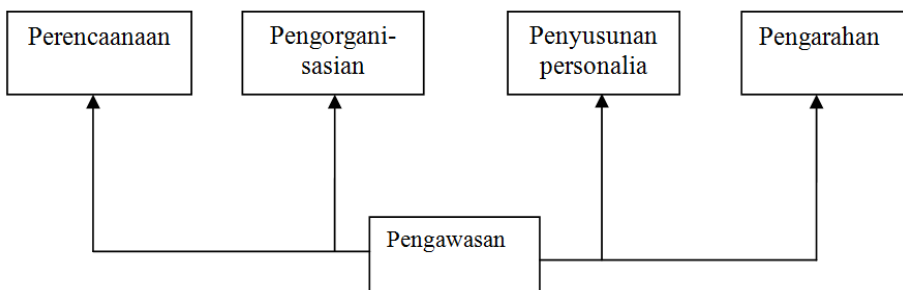 Perencaanaan
Pengorgani-
sasian
Penyusunan
personalia
Pengarahan
Pengawasan